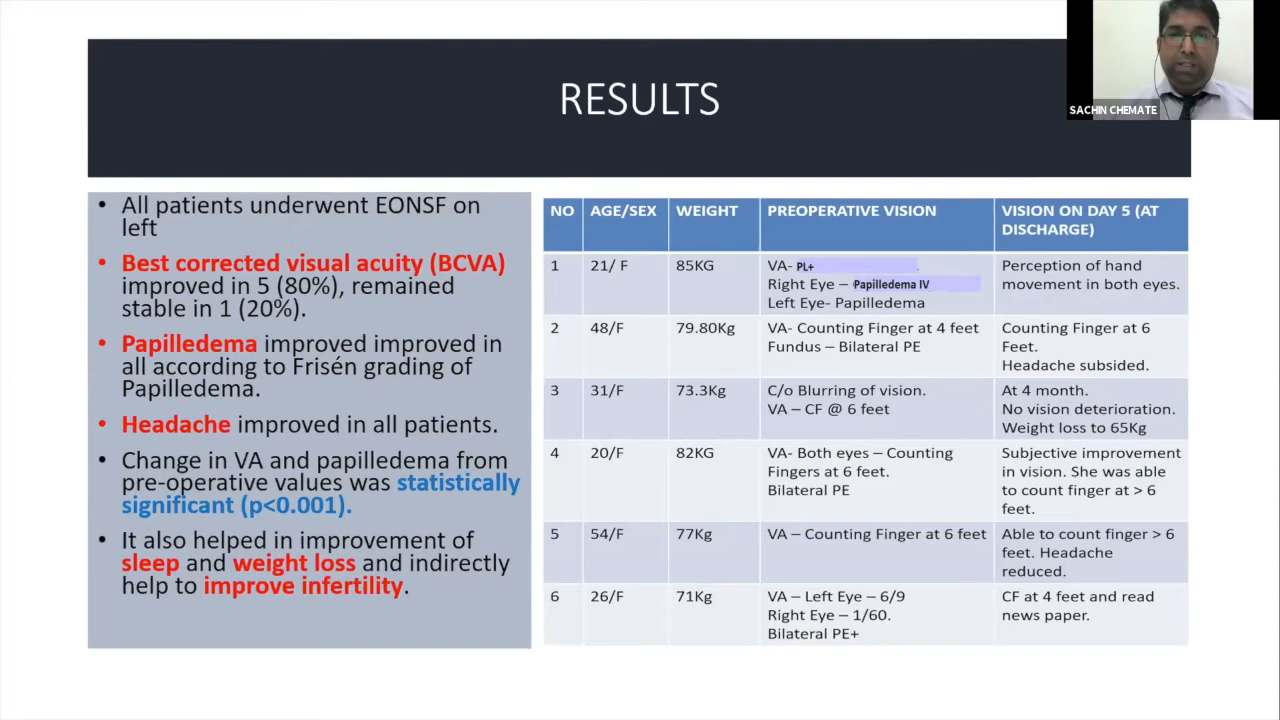 RESULTS
SACHIN CHEMATE
• All patients underwent EONSF on
left
• Best corrected visual acuity (BCVA)
improved in 5 (80%), remained
stable in 1 (20%).
• Papilledema improved improved in
all according to Frisén grading of
Papilledema.
• Headache improved in all patients.
• Change in VA and papilledema from
pre-operative values was statistically
significant (p<0.001).
• It also helped in improvement of
sleep and weight loss and indirectly
help to improve infertility.
NO AGE/SEX WEIGHT PREOPERATIVE VISION VISION ON DAY 5 (AT
DISCHARGE)
1 21/ F 85KG VA- PL+ . Perception of hand
Right Eye – Papilledema IV movement in both eyes.
Left Eye- Papilledema
2 48/F 79.80Kg VA- Counting Finger at 4 feet Counting Finger at 6
Fundus – Bilateral PE Feet.
Headache subsided.
3 31/F 73.3Kg C/o Blurring of vision. At 4 month.
VA – CF @ 6 feet No vision deterioration.
Weight loss to 65Kg
4 20/F 82KG VA- Both eyes – Counting Subjective improvement
Fingers at 6 feet. in vision. She was able
Bilateral PE to count finger at > 6
feet.
5 54/F 77Kg VA – Counting Finger at 6 feet Able to count finger > 6
feet. Headache
reduced.
6 26/F 71Kg VA – Left Eye – 6/9 CF at 4 feet and read
Right Eye – 1/60. news paper.
Bilateral PE+